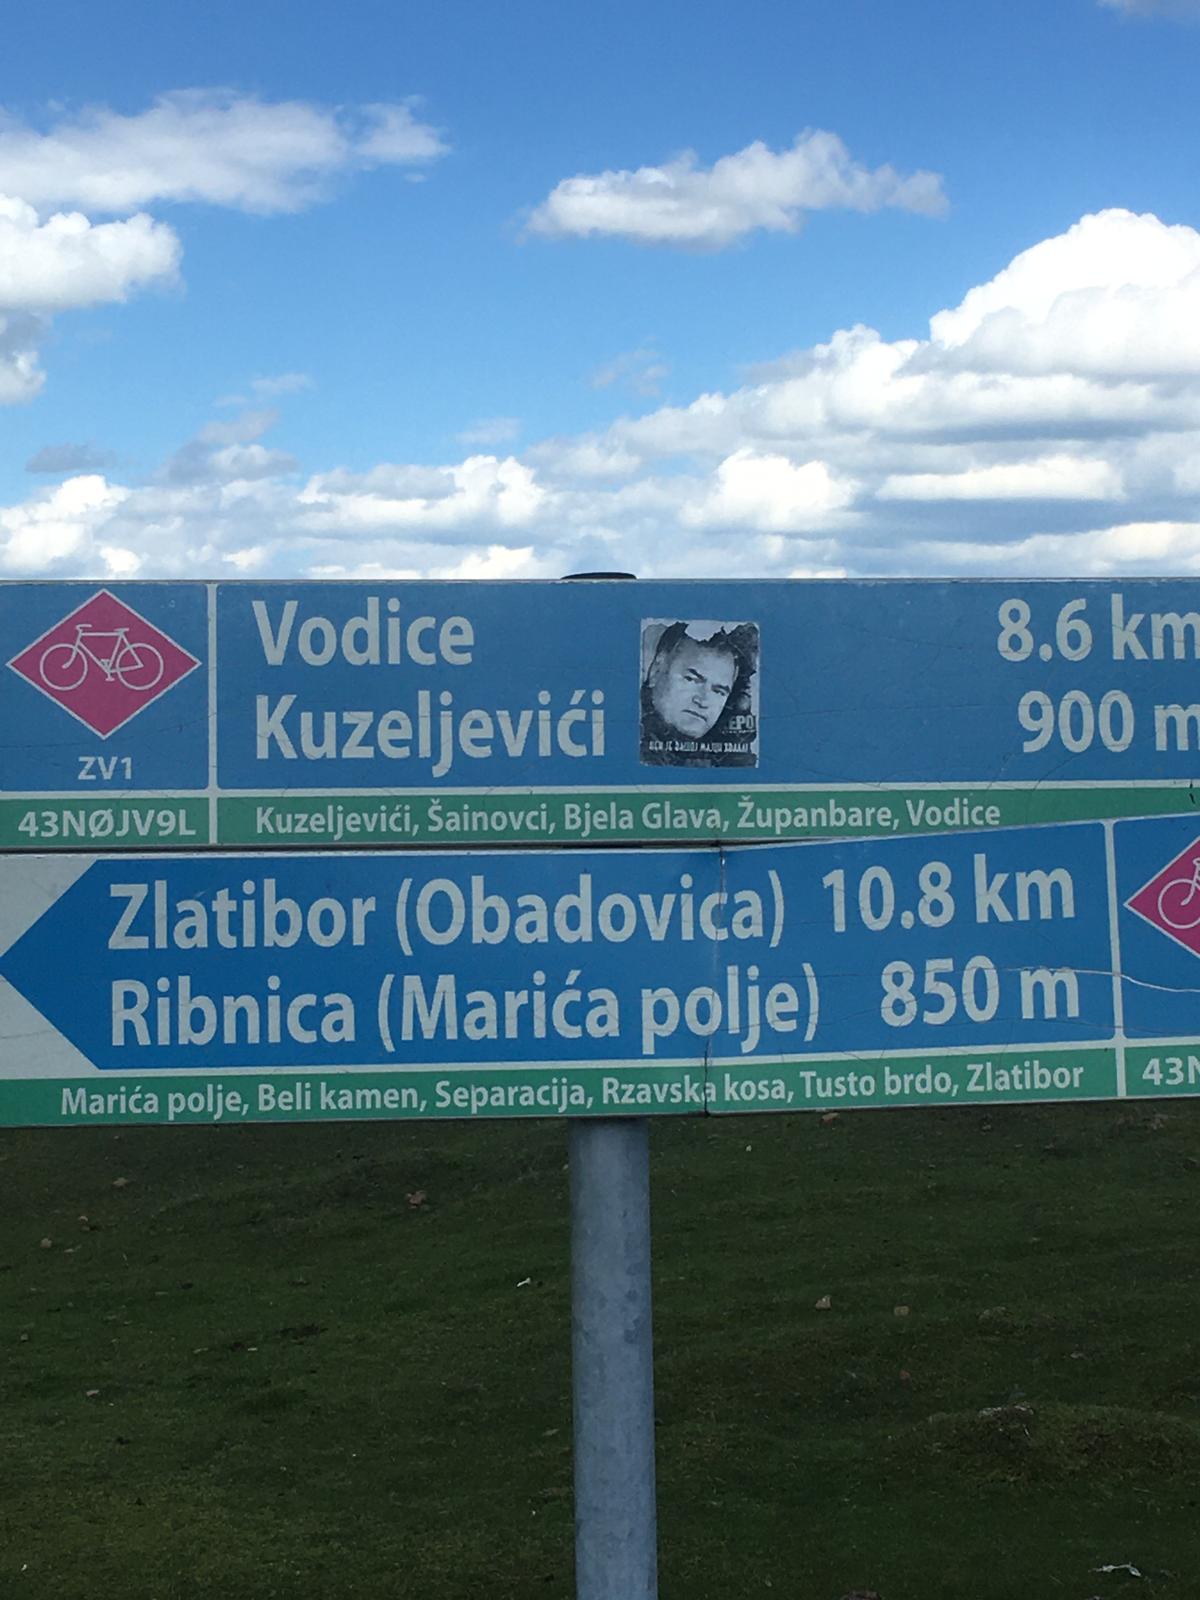 Vodice 8.6 km
Kuzeljevići 900 m
ZV1
43NØJV9L
Kuzeljevići, Šainovci, Bjela Glava, Županbare, Vodice
Zlatibor (Obadovica) 10.8 km
Ribnica (Marića polje) 850 m
Marića polje, Beli kamen, Separacija, Rzavska kosa, Tusto brdo, Zlatibor
43N